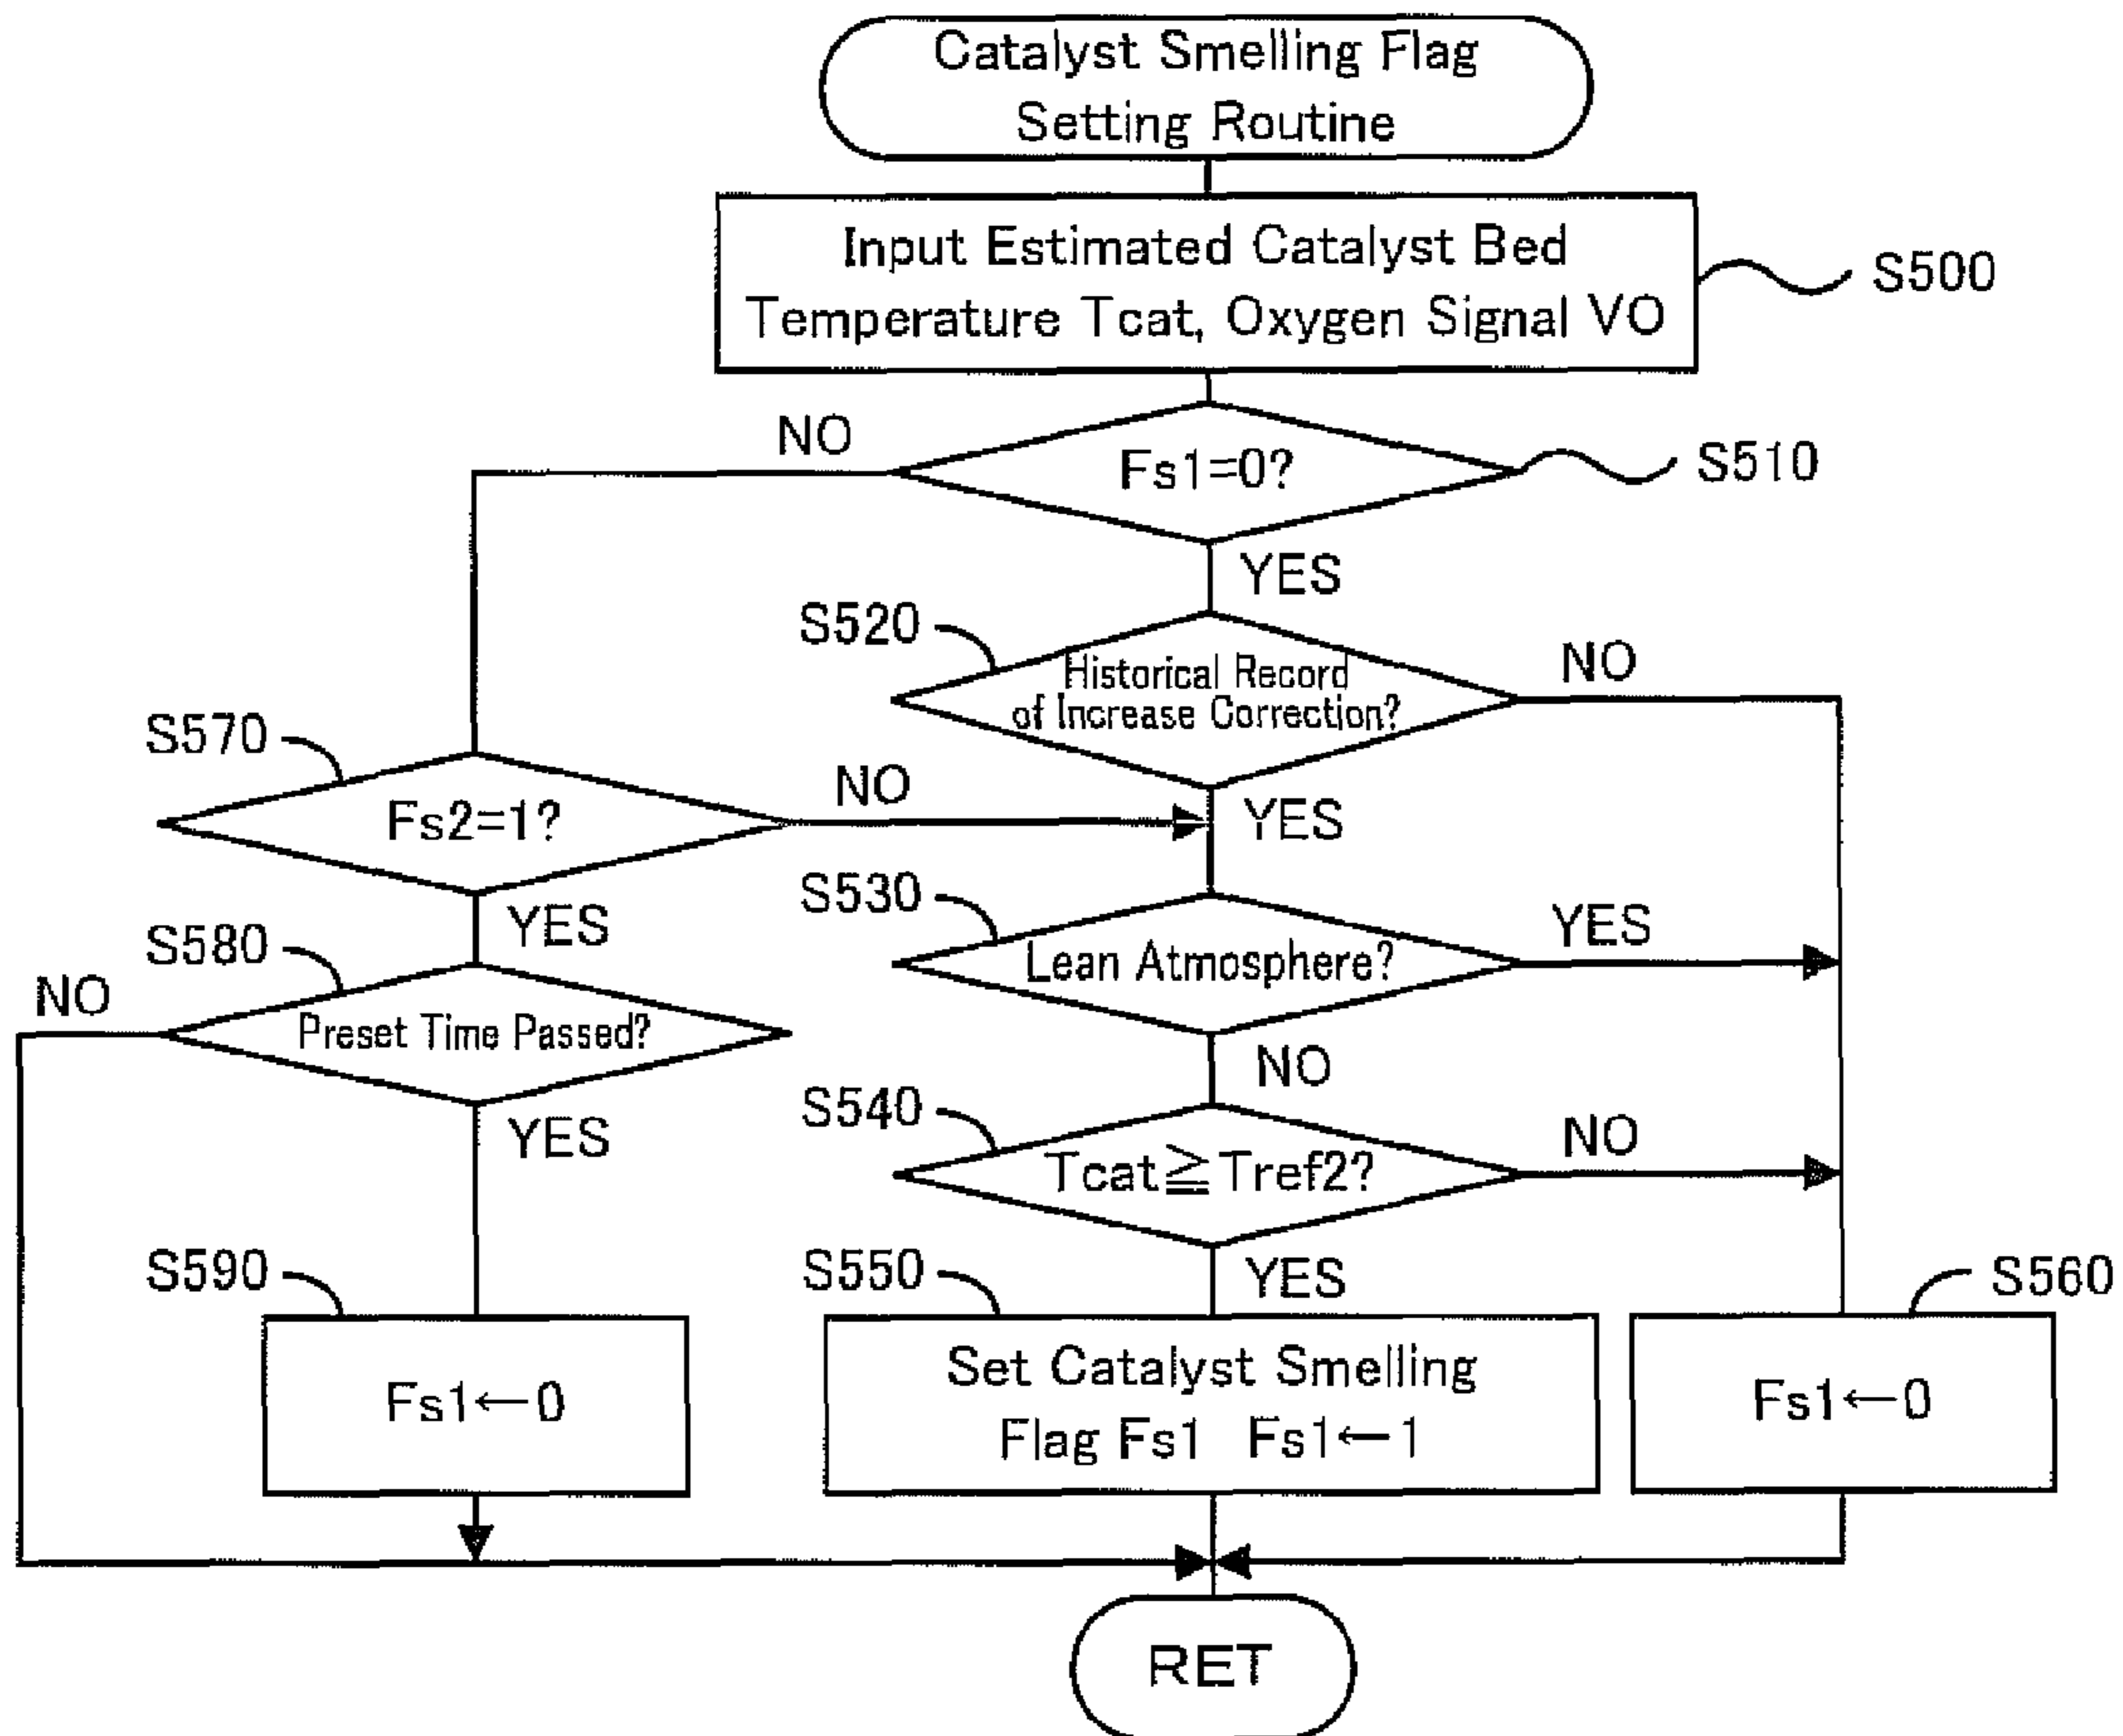 Catalyst Smelling Flag
Setting Routine
Input Estimated Catalyst Bed
Temperature Tcat, Oxygen Signal VO
S500
NO
Fs1=0?
S510
YES
S520
Historical Record
of Increase Correction?
NO
S570
Fs2=1?
NO
YES
S530
Lean Atmosphere?
YES
YES
S580
NO
Preset Time Passed?
NO
YES
S540
Tcat≧Tref2?
NO
YES
S590
Fs1←0
S550
Set Catalyst Smelling
Flag Fs1 Fs1←1
S560
Fs1←0
RET